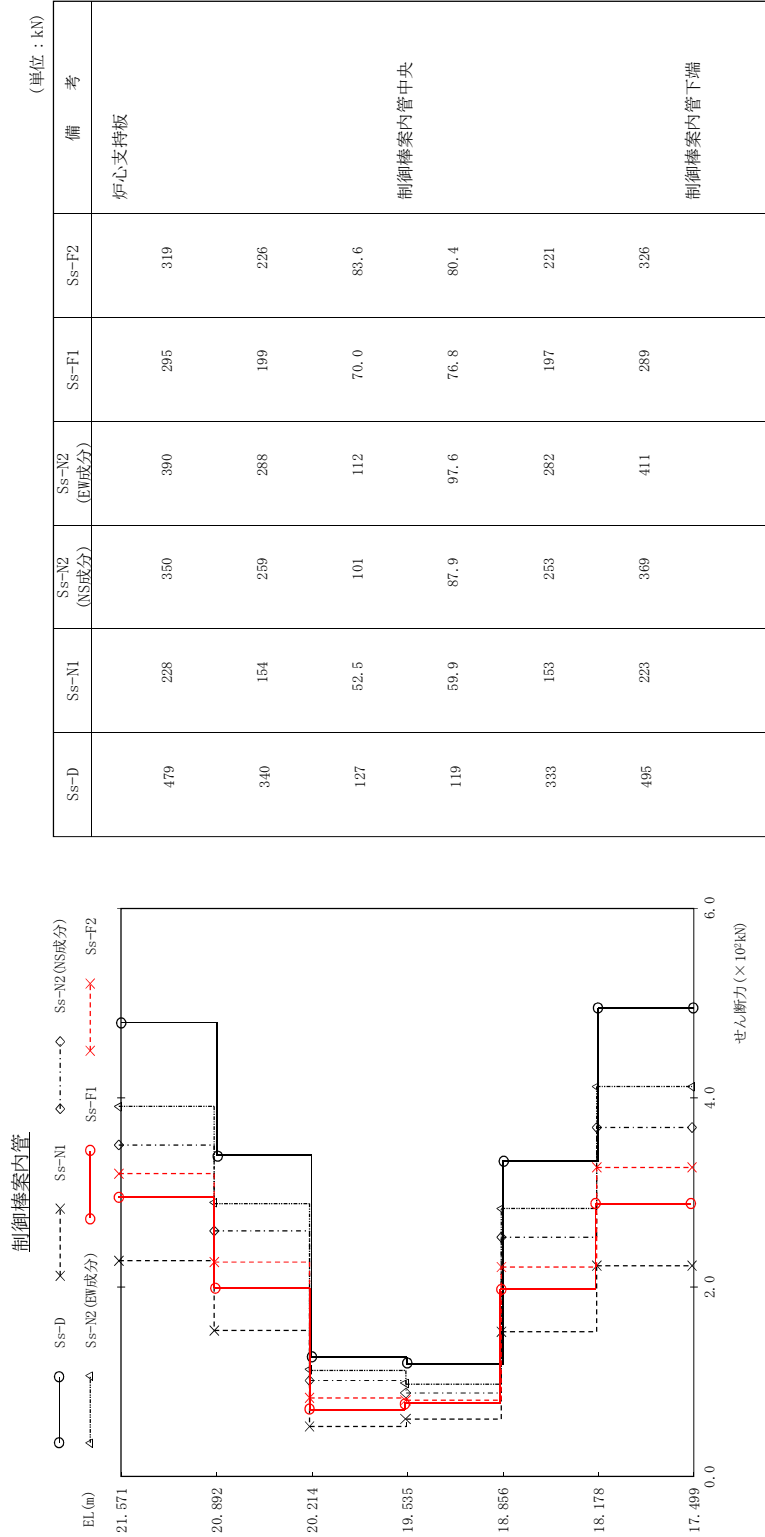 制御棒案内管
Ss-D
Ss-N1
Ss-N2(NS成分)
Ss-N2(EW成分)
Ss-F1
Ss-F2
EL(m)
21.571
20.892
20.214
19.535
18.856
18.178
17.499
0.0
2.0
4.0
6.0
せん断力(×10²kN)
(単位:kN)
Ss-D Ss-N1 Ss-N2 (NS成分) Ss-N2 (EW成分) Ss-F1 Ss-F2 備 考
炉心支持板
479 228 350 390 295 319
340 154 259 288 199 226
127 52.5 101 112 70.0 83.6
制御棒案内管中央
119 59.9 87.9 97.6 76.8 80.4
333 153 253 282 197 221
495 223 369 411 289 326
制御棒案内管下端